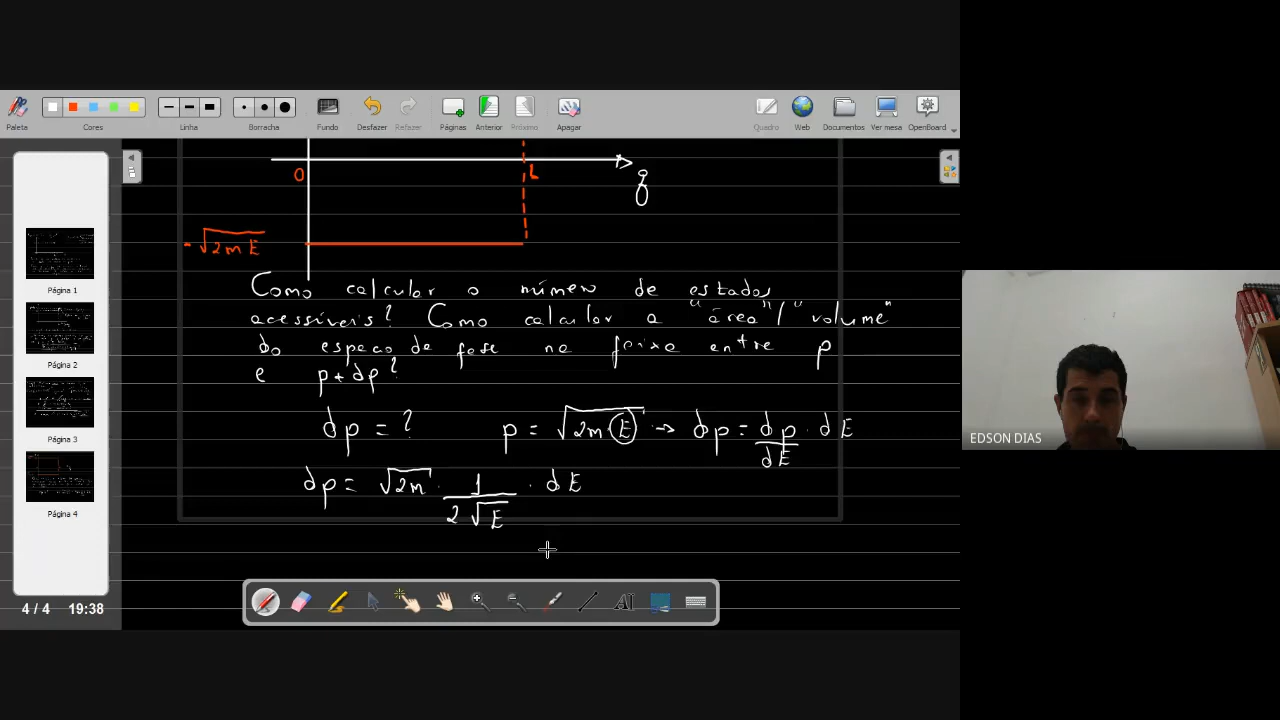 Paleta Cores Linha Borracha Fundo Desfazer Refazer Páginas Anterior Próxima Apagar Quadro Web Documentos Ver mesa OpenBoard
0 L
q
-√2mE
Como calcular o número de estados
acessíveis? Como calcular a "área"/"volume"
do espaço de fase na faixa entre p
e p+dp?
dp = ? p = √2m(E) → dp = dp/dE · dE
dp = √2m · 1/2√E · dE
Página 1
Página 2
Página 3
Página 4
4 / 4 19:38
EDSON DIAS